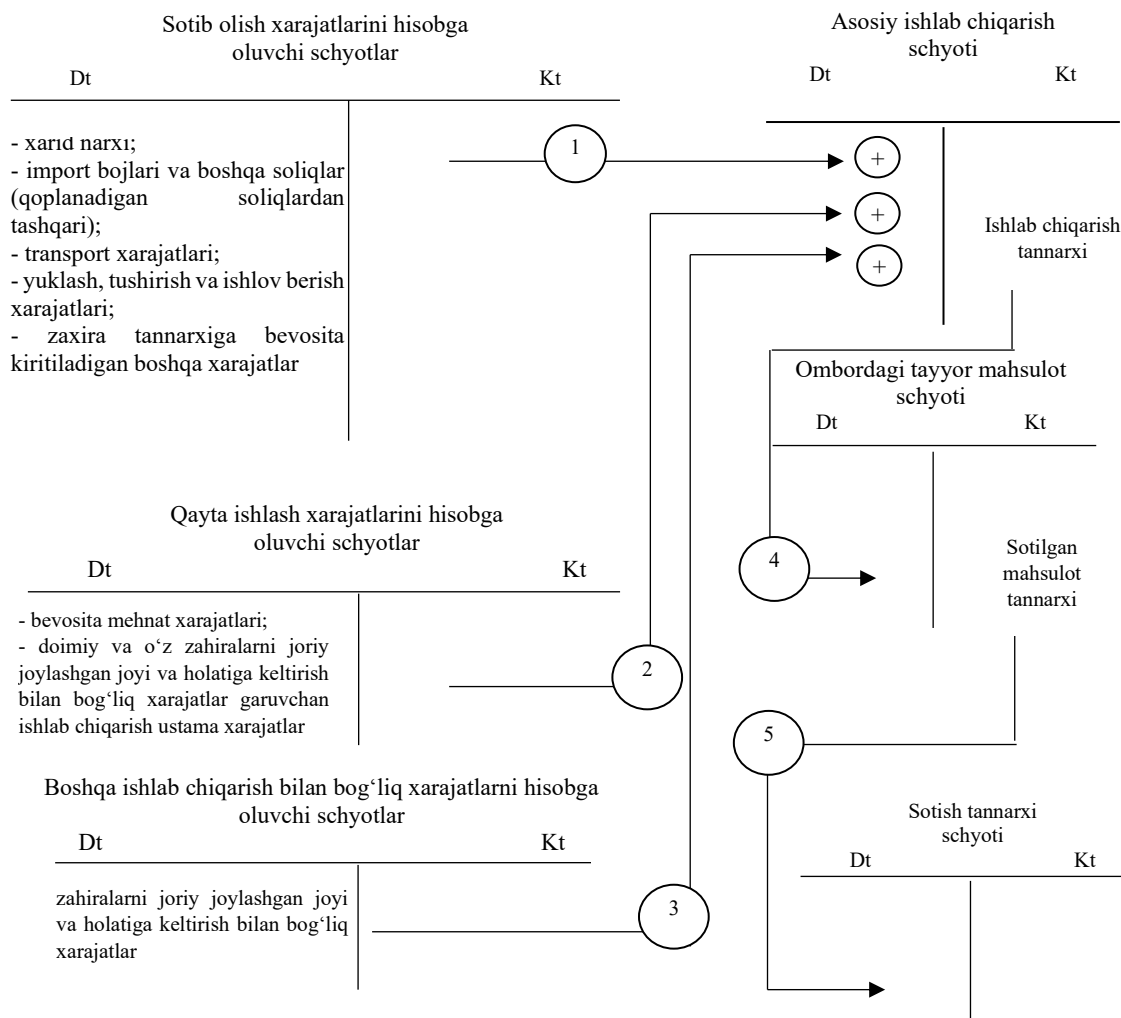 Sotib olish xarajatlarini hisobga
oluvchi schyotlar
Dt Kt
- xarid narxi;
- import bojlari va boshqa soliqlar
(qoplanadigan soliqlardan
tashqari);
- transport xarajatlari;
- yuklash, tushirish va ishlov berish
xarajatlari;
- zaxira tannarxiga bevosita
kiritiladigan boshqa xarajatlar
1
Asosiy ishlab chiqarish
schyoti
Dt Kt
+
+
+
Ishlab chiqarish
tannarxi
Ombordagi tayyor mahsulot
schyoti
Dt Kt
4
Sotilgan
mahsulot
tannarxi
Qayta ishlash xarajatlarini hisobga
oluvchi schyotlar
Dt Kt
- bevosita mehnat xarajatlari;
- doimiy va o‘z zahiralarni joriy
joylashgan joyi va holatiga keltirish
bilan bog‘liq xarajatlar garuvchan
ishlab chiqarish ustama xarajatlar
2
5
Boshqa ishlab chiqarish bilan bog‘liq xarajatlarni hisobga
oluvchi schyotlar
Dt Kt
zahiralarni joriy joylashgan joyi
va holatiga keltirish bilan bog‘liq
xarajatlar
3
Sotish tannarxi
schyoti
Dt Kt